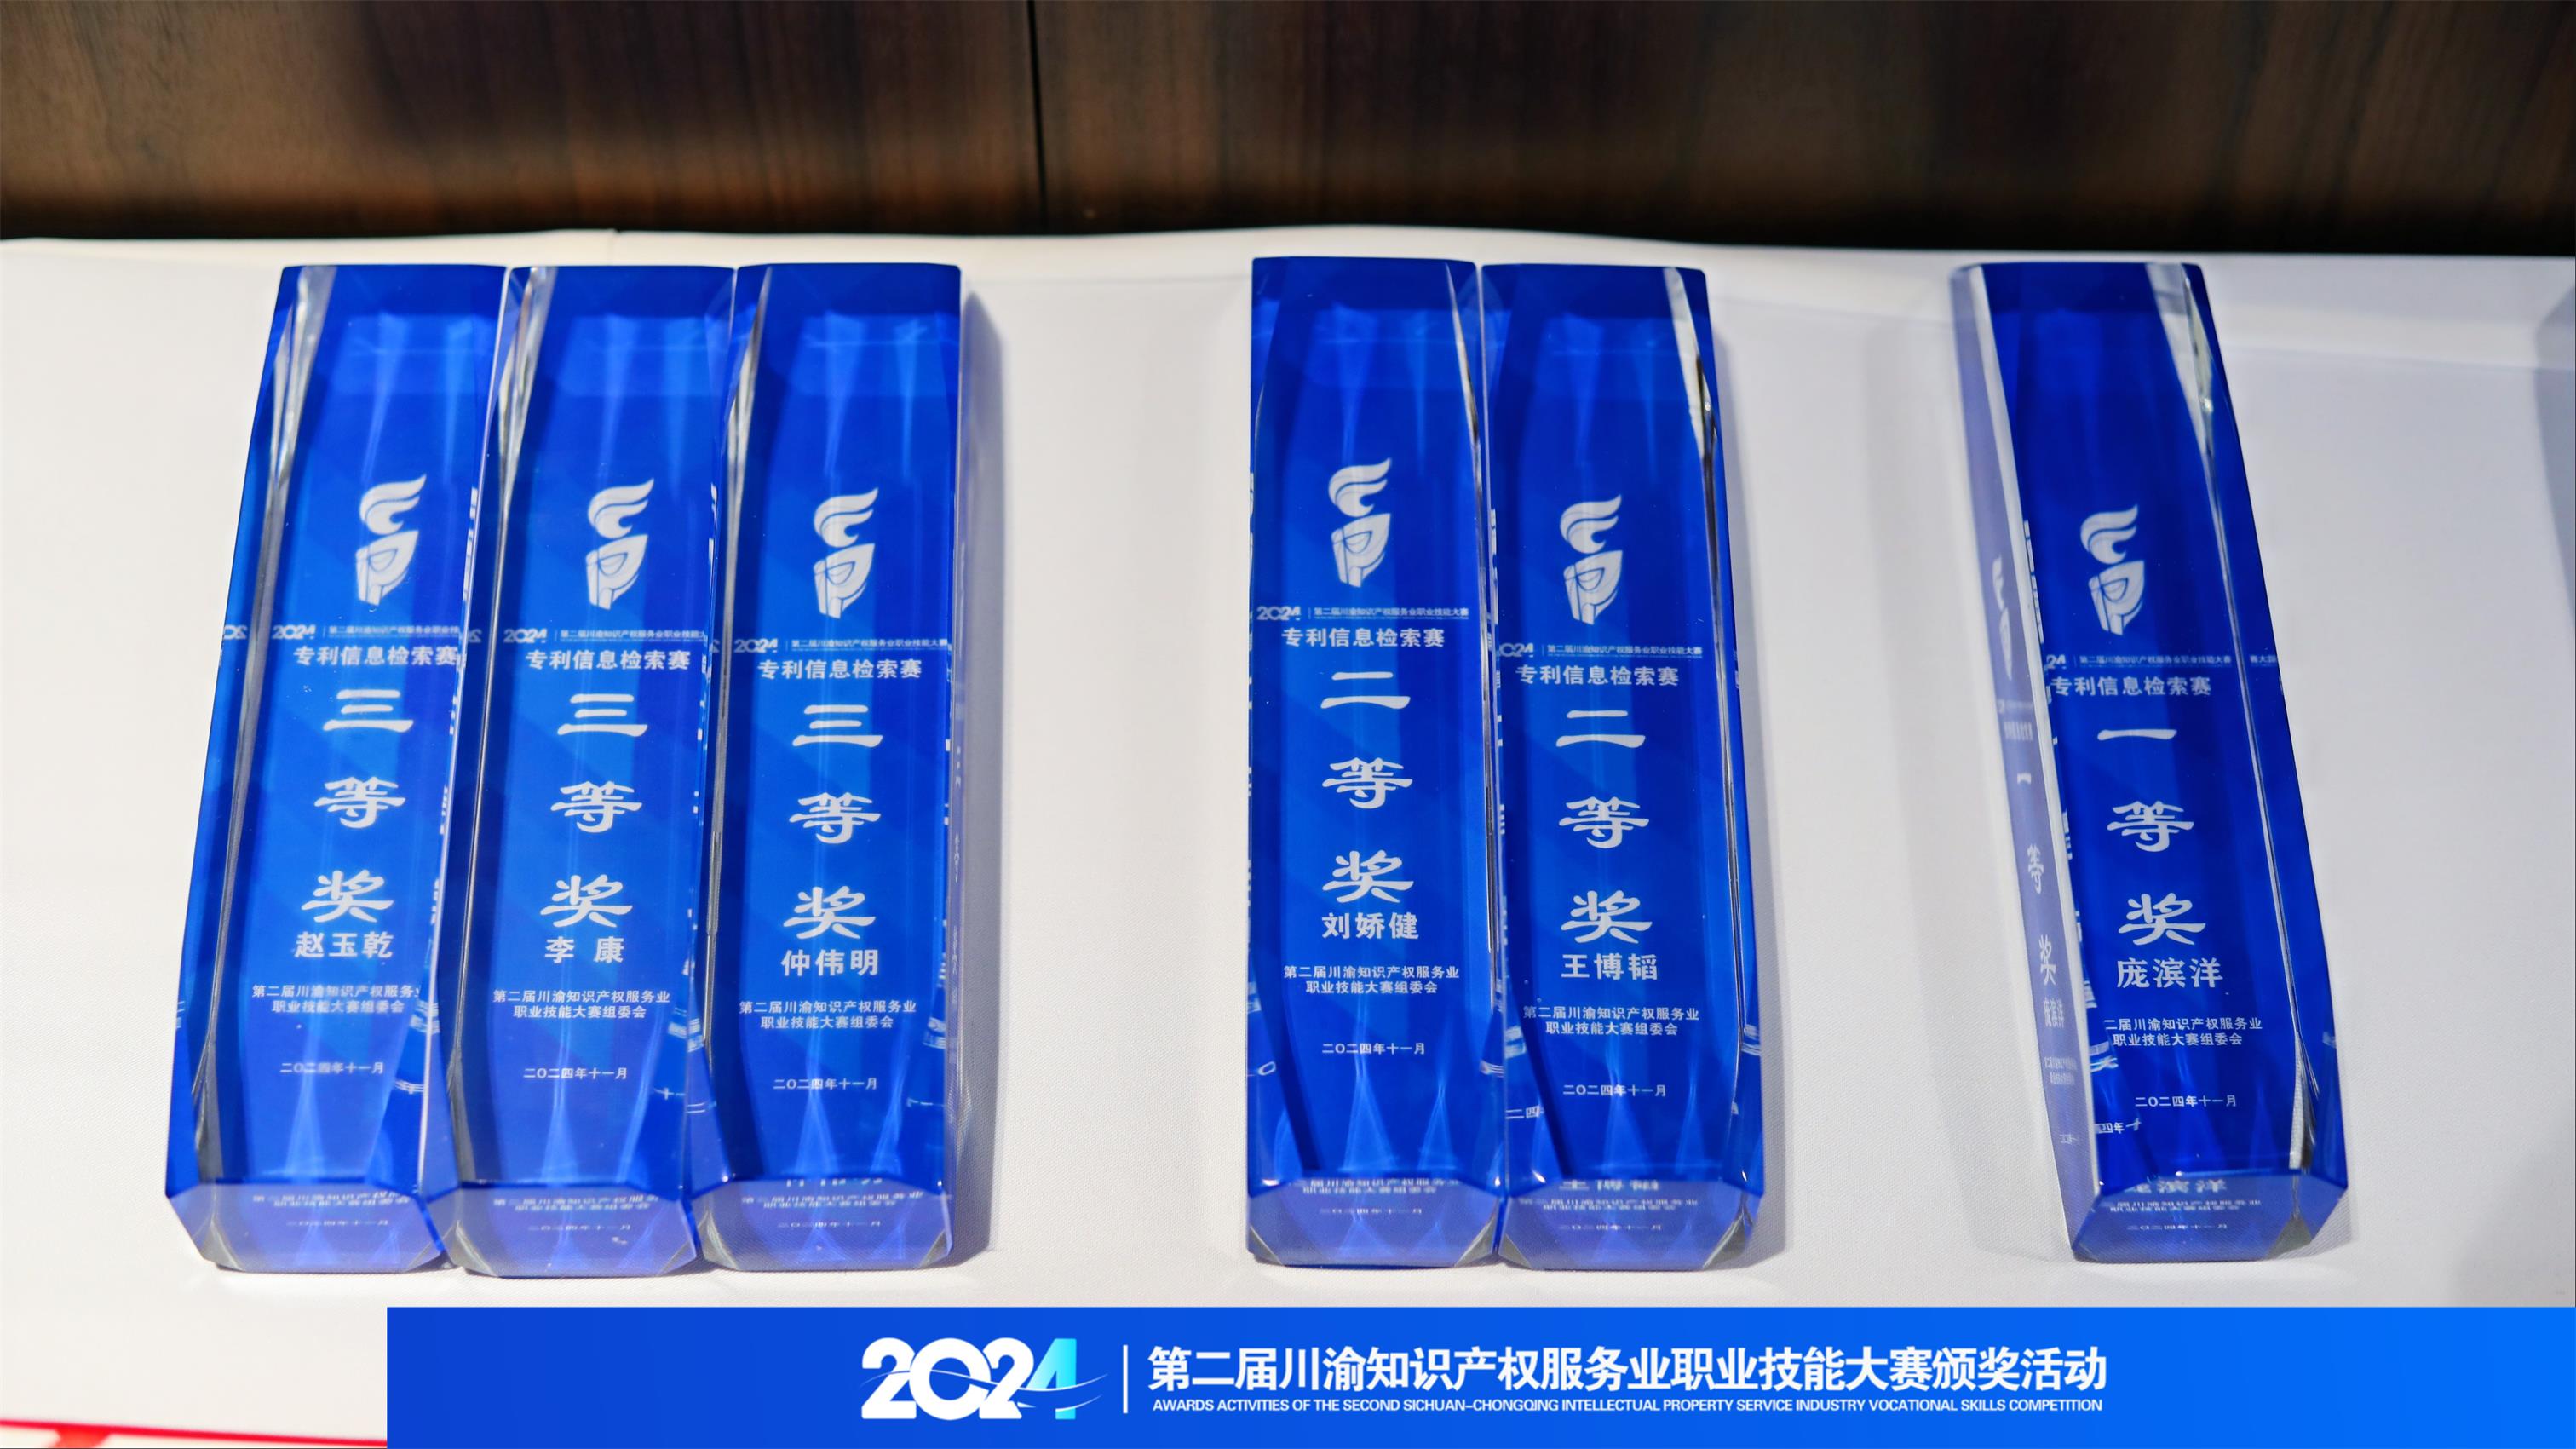 2024 第二届川渝知识产权服务业职业技能
专利信息检索赛
三
等
奖
赵玉乾
第二届川渝知识产权服务
职业技能大赛组委会
二〇二四年十一月
2024 第二届川渝知识产权服务业职业技能大
专利信息检索赛
三
等
奖
李康
第二届川渝知识产权服务业
职业技能大赛组委会
二〇二四年十一月
2024 第二届川渝知识产权服务业职业技能大赛
专利信息检索赛
三
等
奖
仲伟明
第二届川渝知识产权服务业
职业技能大赛组委会
二〇二四年十一月
2024 第二届川渝知识产权服务业职业技能大赛
专利信息检索赛
二
等
奖
刘娇健
第二届川渝知识产权服务业
职业技能大赛组委会
二〇二四年十一月
2024 第二届川渝知识产权服务业职业技能大赛
专利信息检索赛
二
等
奖
王博韬
第二届川渝知识产权服务业
职业技能大赛组委会
二〇二四年十一月
24 第二届川渝知识产权服务业职业技能大赛
专利信息检索赛
一
等
奖
庞滨洋
二届川渝知识产权服务业
职业技能大赛组委会
二〇二四年十一月
2024 第二届川渝知识产权服务业职业技能大赛颁奖活动
AWARDS ACTIVITIES OF THE SECOND SICHUAN-CHONGQING INTELLECTUAL PROPERTY SERVICE INDUSTRY VOCATIONAL SKILLS COMPETITION